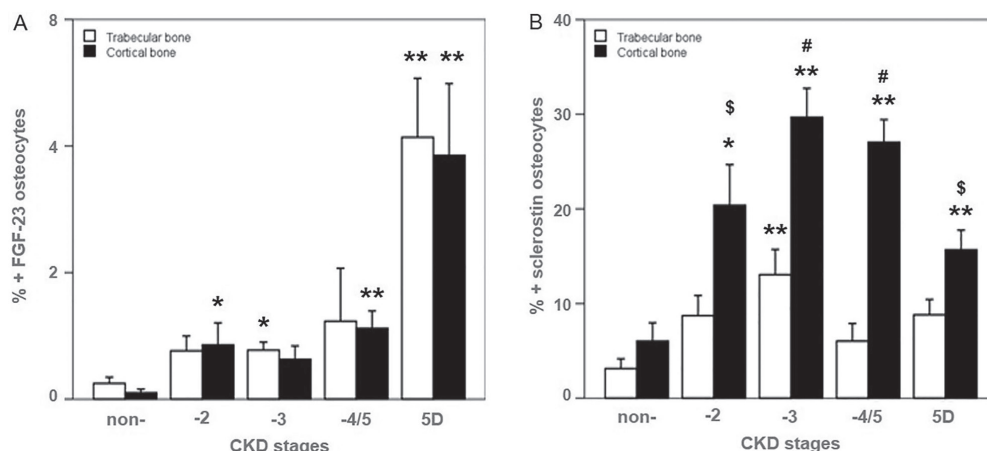 A
8
4
2
0
% + FGF-23 osteocytes
Trabecular bone
Cortical bone
*
*
**
** **
non- -2 -3 -4/5 5D
CKD stages
B
50
40
30
20
10
0
% + sclerostin osteocytes
Trabecular bone
Cortical bone
$
*
**
#
**
#
**
$
**
non- -2 -3 -4/5 5D
CKD stages